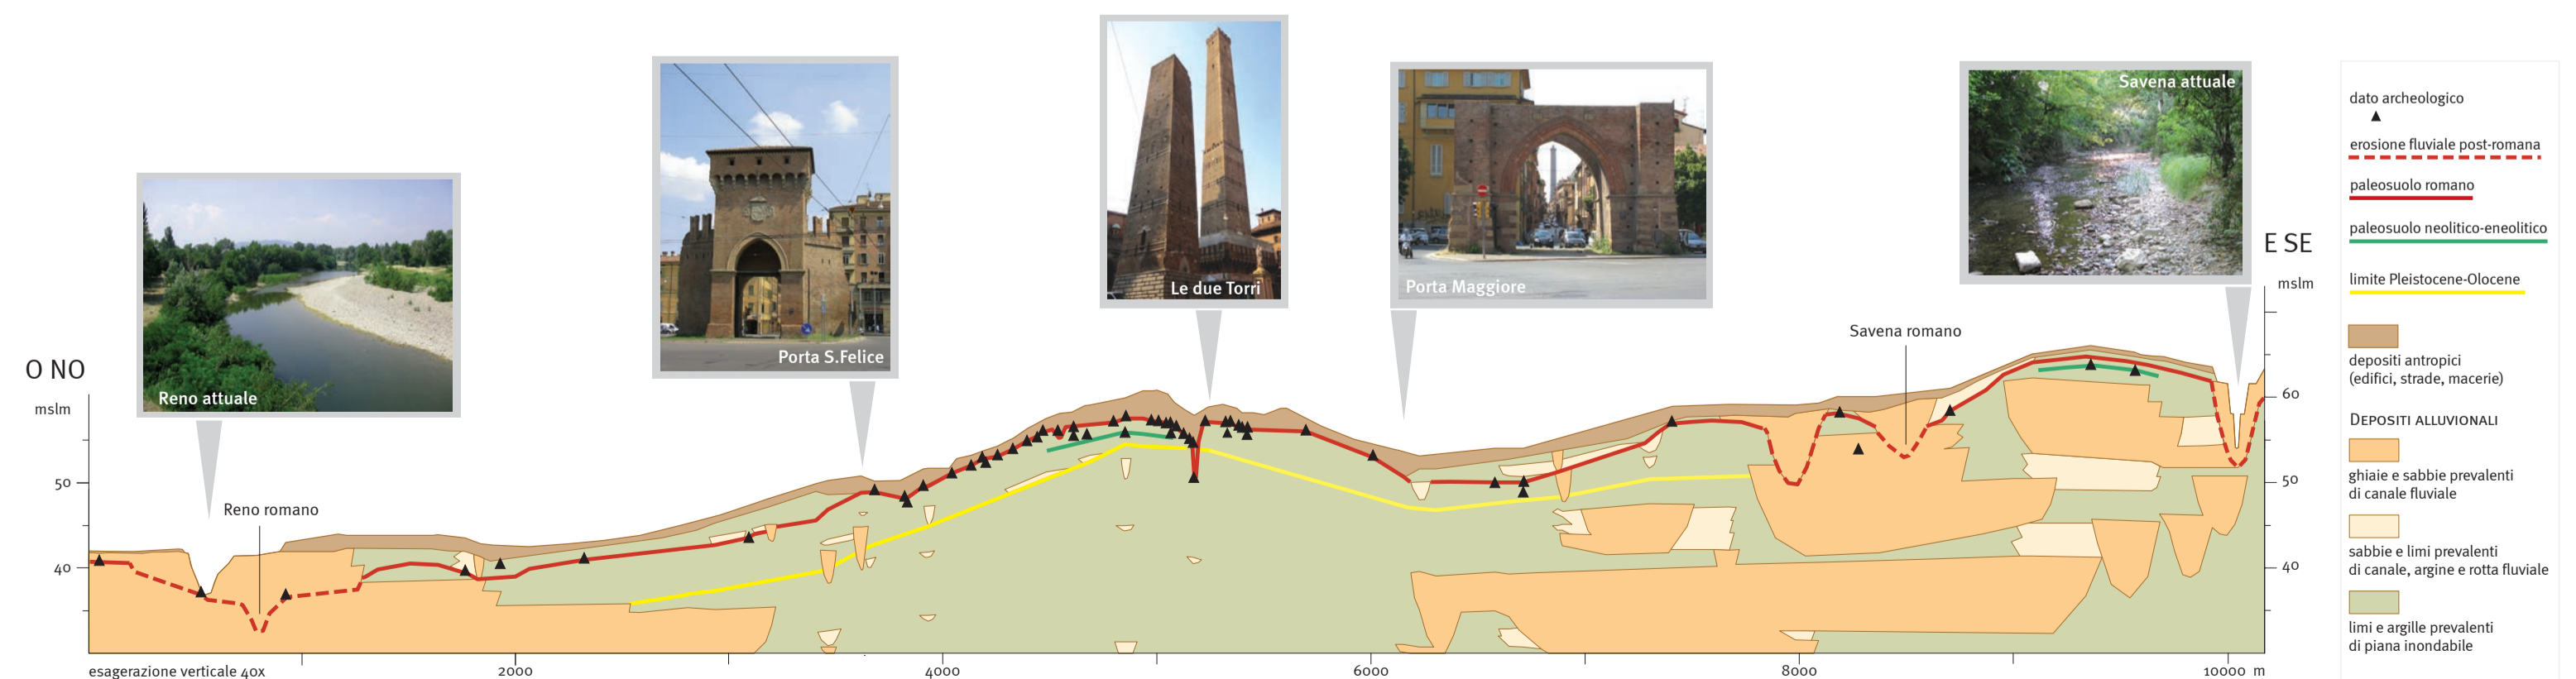 Reno attuale
Porta S.Felice
Le due Torri
Porta Maggiore
Savena attuale
O NO
mslm
50
40
Reno romano
Savena romano
E SE
mslm
60
50
40
esagerazione verticale 40x
2000
4000
6000
8000
10000 m
dato archeologico
erosione fluviale post-romana
paleosuolo romano
paleosuolo neolitico-eneolitico
limite Pleistocene-Olocene
depositi antropici
(edifici, strade, macerie)
DEPOSITI ALLUVIONALI
ghiaie e sabbie prevalenti
di canale fluviale
sabbie e limi prevalenti
di canale, argine e rotta fluviale
limi e argille prevalenti
di piana inondabile